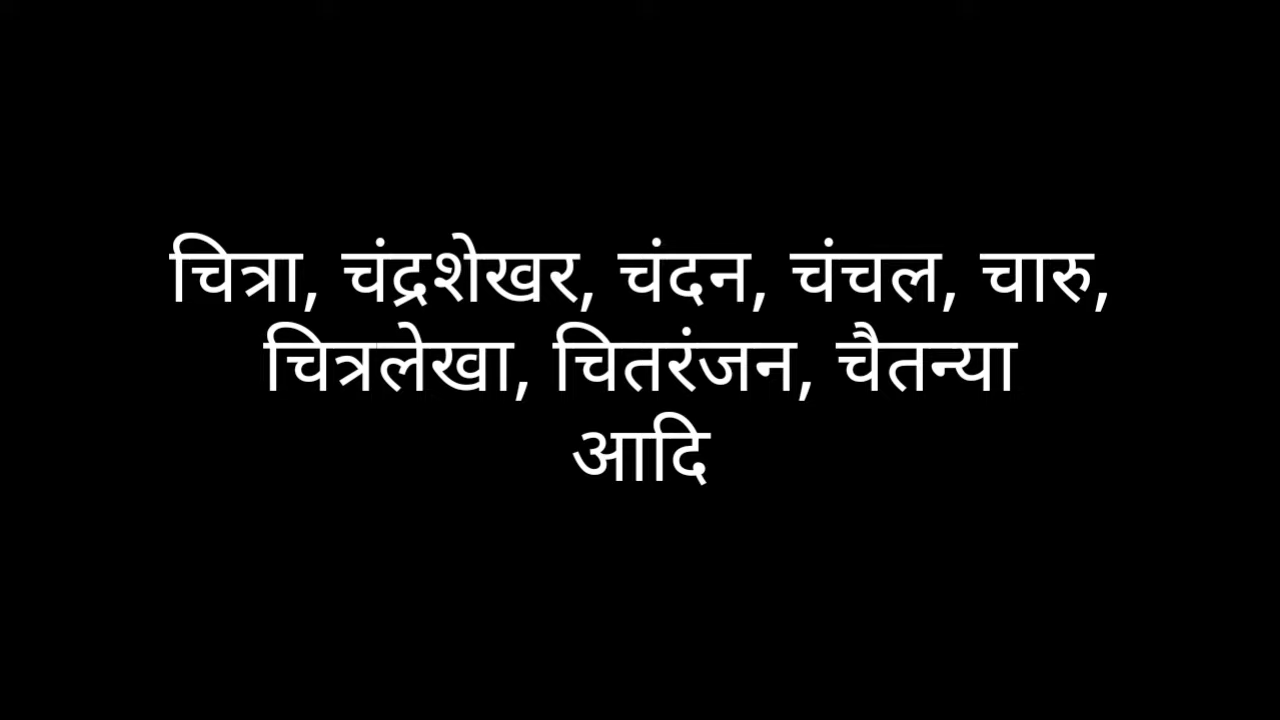 चित्रा, चंद्रशेखर, चंदन, चंचल, चारु,
चित्रलेखा, चितरंजन, चैतन्या
आदि